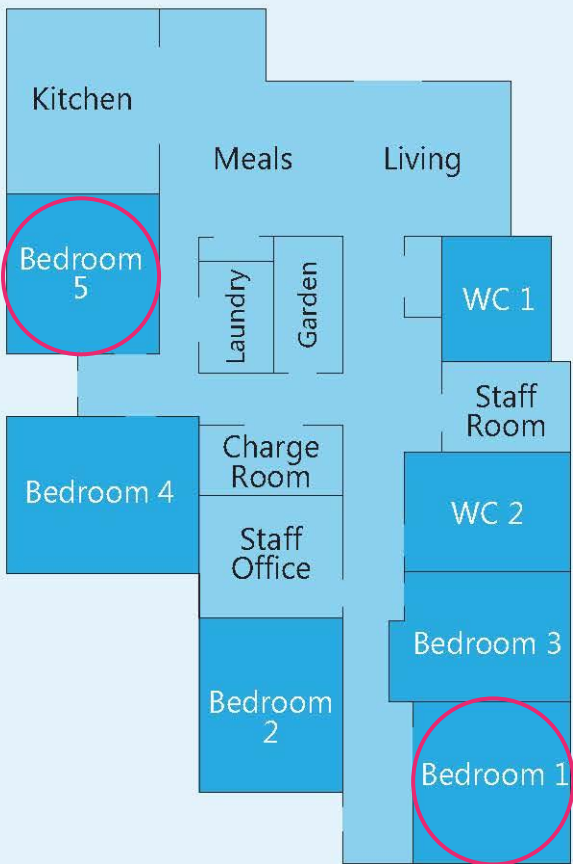 Kitchen
Meals
Living
Bedroom
5
Laundry
Garden
WC 1
Staff
Room
Charge
Room
Bedroom 4
WC 2
Staff
Office
Bedroom 3
Bedroom
2
Bedroom 1